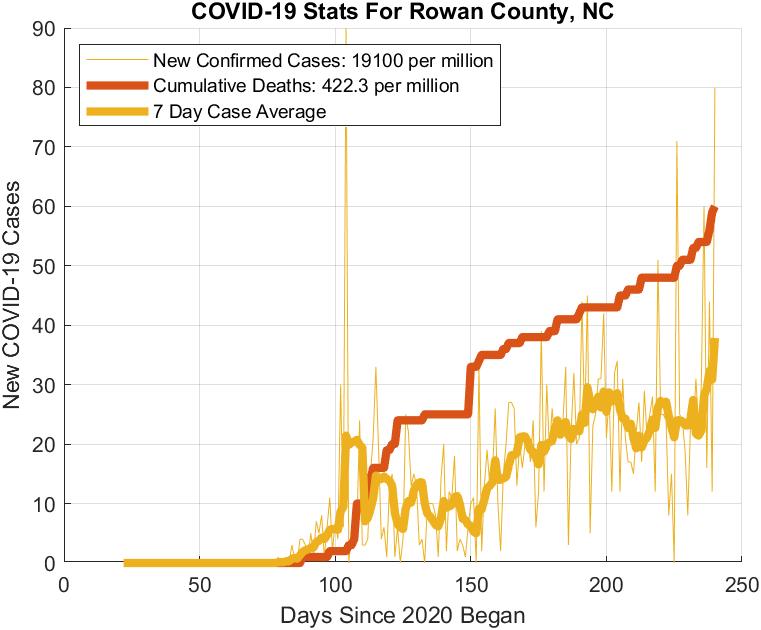 COVID-19 Stats For Rowan County, NC
90
80
70
60
50
40
30
20
10
0
New COVID-19 Cases
New Confirmed Cases: 19100 per million
Cumulative Deaths: 422.3 per million
7 Day Case Average
0 50 100 150 200 250
Days Since 2020 Began